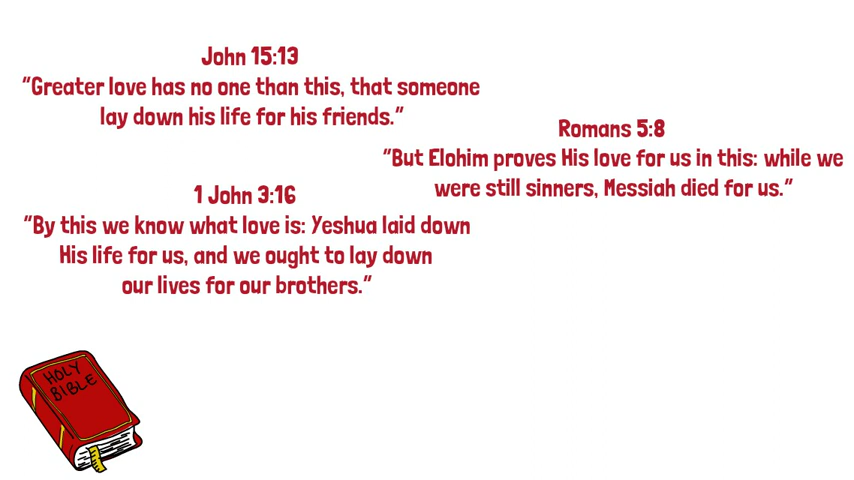 John 15:13
"Greater love has no one than this, that someone
lay down his life for his friends."
Romans 5:8
"But Elohim proves His love for us in this: while we
were still sinners, Messiah died for us."
1 John 3:16
"By this we know what love is: Yeshua laid down
His life for us, and we ought to lay down
our lives for our brothers."
HOLY
BIBLE